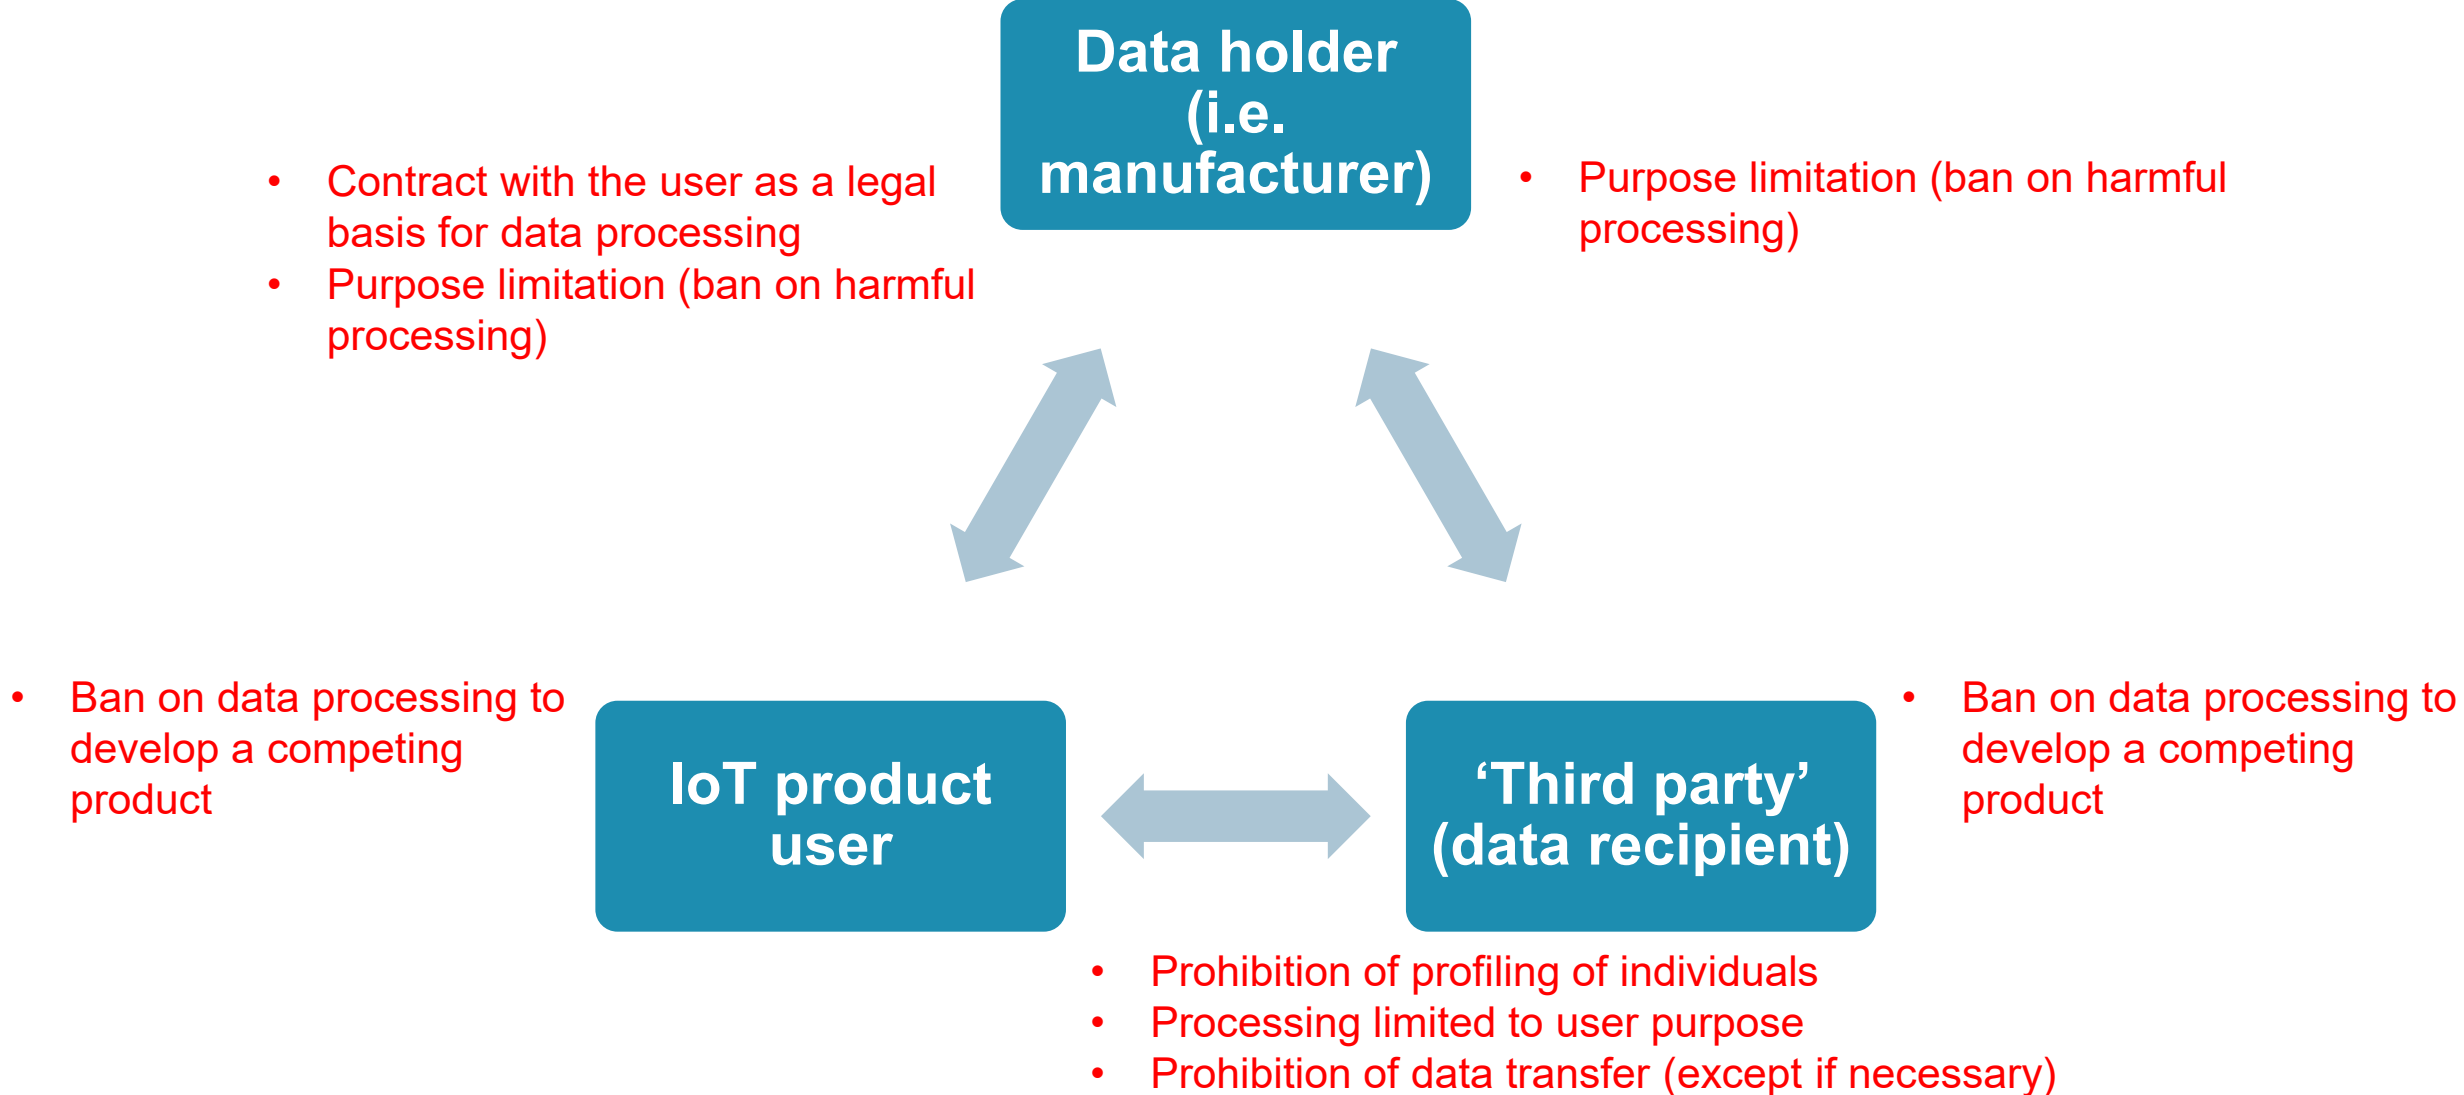 Data holder
(i.e.
manufacturer)
• Contract with the user as a legal
basis for data processing
• Purpose limitation (ban on harmful
processing)
• Purpose limitation (ban on harmful
processing)
• Ban on data processing to
develop a competing
product
IoT product
user
‘Third party’
(data recipient)
• Ban on data processing to
develop a competing
product
• Prohibition of profiling of individuals
• Processing limited to user purpose
• Prohibition of data transfer (except if necessary)